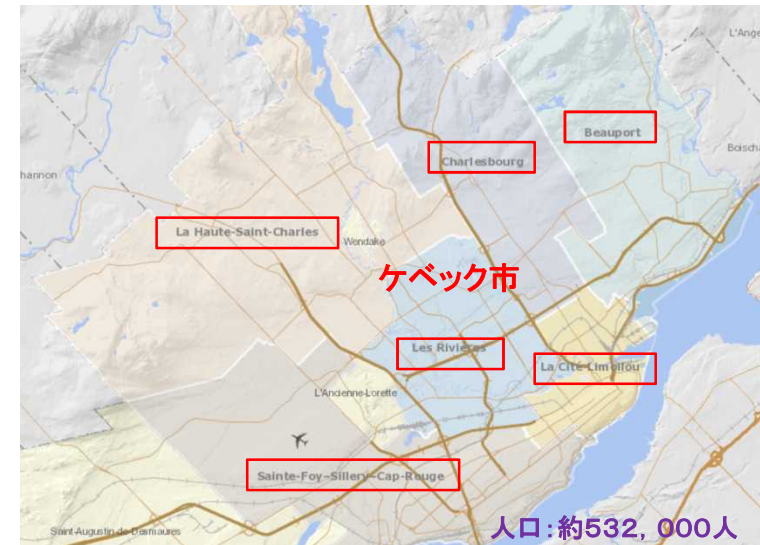 L'Ange
Beauport
Boischa
Charlesbourg
hannon
La Haute-Saint-Charles
Wendake
ケベック市
Les Rivières
La Cité-Limoilou
L'Ancienne-Lorette
Sainte-Foy–Sillery–Cap-Rouge
Saint-Augustin-de-Desmaures
人口:約532,000人